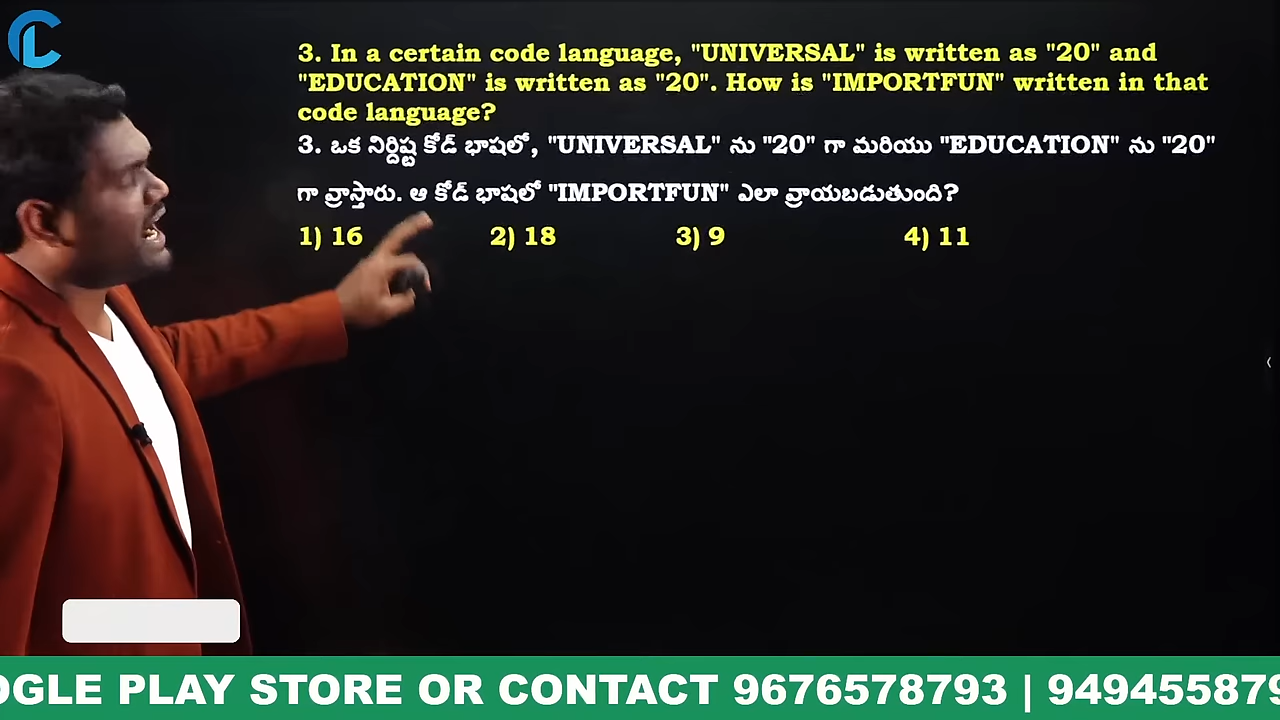 3. In a certain code language, "UNIVERSAL" is written as "20" and
"EDUCATION" is written as "20". How is "IMPORTFUN" written in that
code language?
3. ఒక నిర్దిష్ట కోడ్ భాషలో, "UNIVERSAL" ను "20" గా మరియు "EDUCATION" ను "20"
గా వ్రాస్తారు. ఆ కోడ్ భాషలో "IMPORTFUN" ఎలా వ్రాయబడుతుంది?
1) 16 2) 18 3) 9 4) 11
PLAY STORE OR CONTACT 9676578793 |